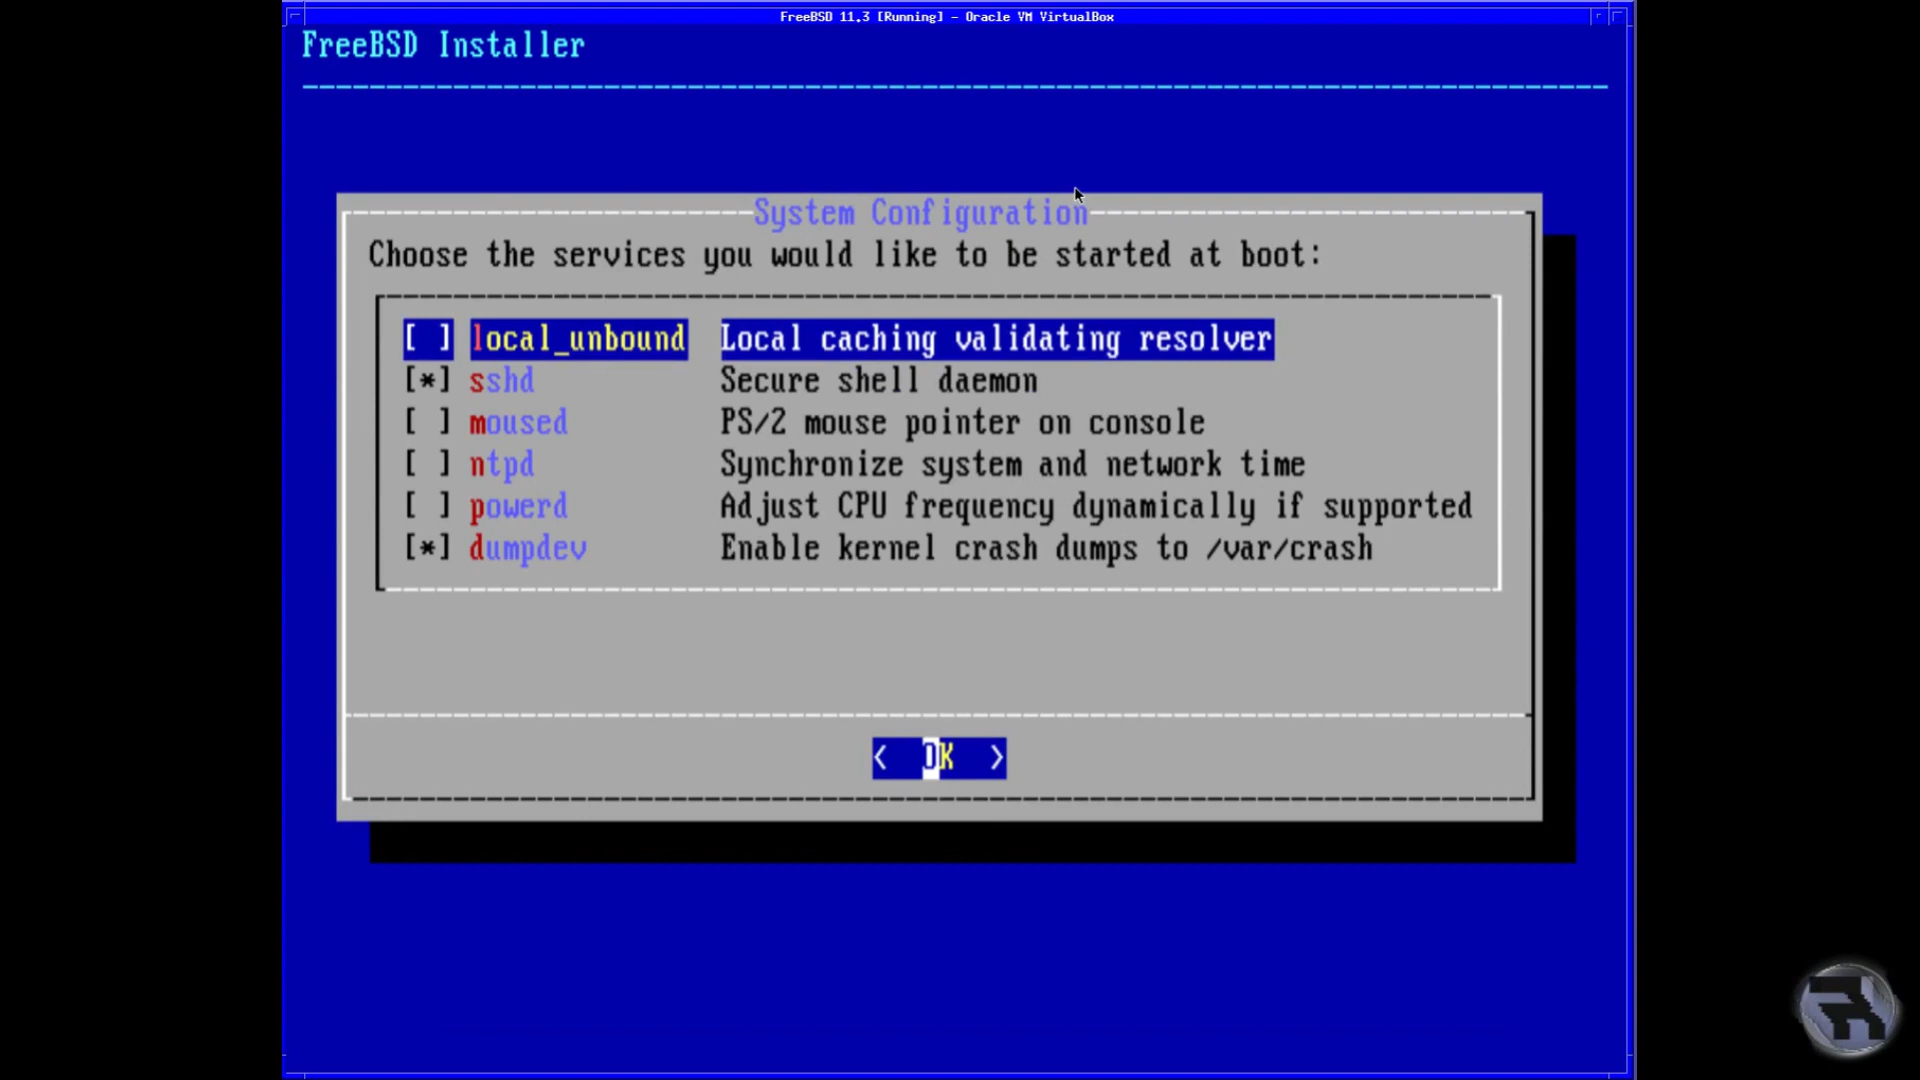 FreeBSD 11.3 [Running] - Oracle VM VirtualBox
FreeBSD Installer
System Configuration
Choose the services you would like to be started at boot:
[ ] local_unbound Local caching validating resolver
[*] sshd Secure shell daemon
[ ] moused PS/2 mouse pointer on console
[ ] ntpd Synchronize system and network time
[ ] powerd Adjust CPU frequency dynamically if supported
[*] dumpdev Enable kernel crash dumps to /var/crash
< OK >